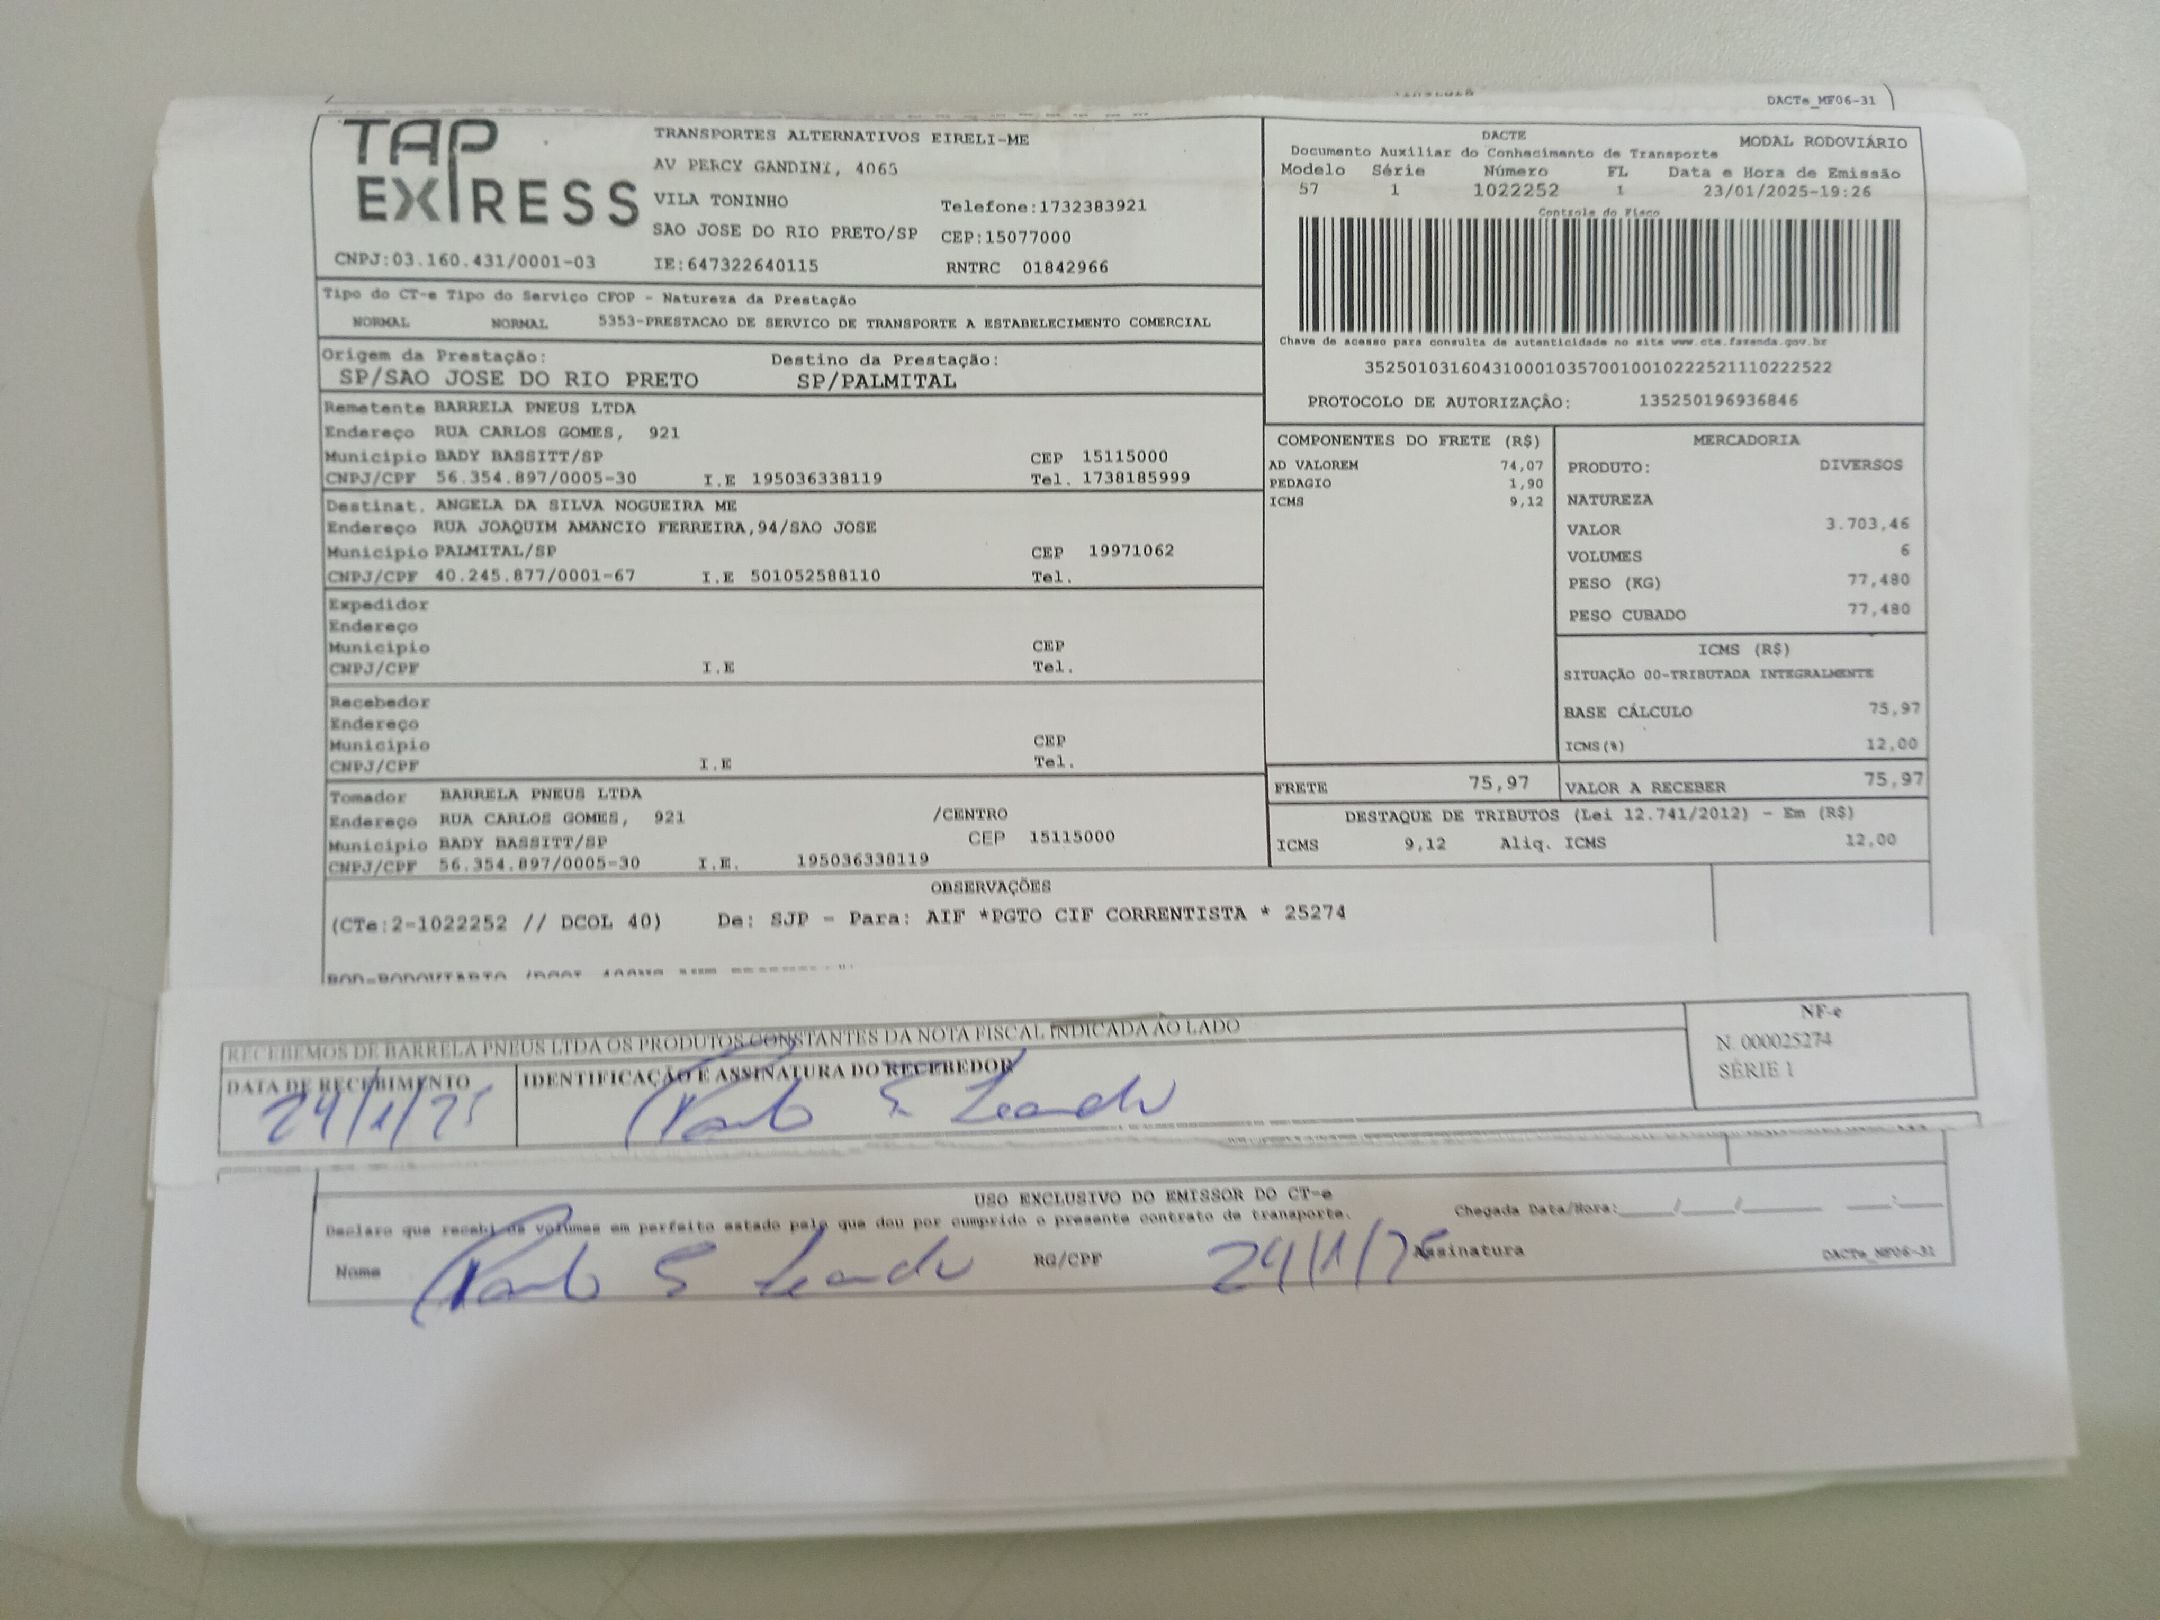 DACTe_MF06-31
TAP EXPRESS
TRANSPORTES ALTERNATIVOS EIRELI-ME
AV PERCY GANDINI, 4065
VILA TONINHO Telefone:1732383921
SAO JOSE DO RIO PRETO/SP CEP:15077000
CNPJ:03.160.431/0001-03 IE:647322640115 RNTRC 01842966
DACTE MODAL RODOVIÁRIO
Documento Auxiliar do Conhecimento de Transporte
Modelo Série Número FL Data e Hora de Emissão
57 1 1022252 1 23/01/2025-19:26
Controle do Fisco
Chave de acesso para consulta de autenticidade no site www.cte.fazenda.gov.br
35250103160431000103570010010222521110222522
PROTOCOLO DE AUTORIZAÇÃO: 135250196936846
Tipo do CT-e Tipo do Serviço CFOP - Natureza da Prestação
NORMAL NORMAL 5353-PRESTACAO DE SERVICO DE TRANSPORTE A ESTABELECIMENTO COMERCIAL
Origem da Prestação: Destino da Prestação:
SP/SAO JOSE DO RIO PRETO SP/PALMITAL
Remetente BARRELA PNEUS LTDA
Endereço RUA CARLOS GOMES, 921
Municipio BADY BASSITT/SP CEP 15115000
CNPJ/CPF 56.354.897/0005-30 I.E 195036338119 Tel. 1738185999
Destinat. ANGELA DA SILVA NOGUEIRA ME
Endereço RUA JOAQUIM AMANCIO FERREIRA,94/SAO JOSE
Municipio PALMITAL/SP CEP 19971062
CNPJ/CPF 40.245.877/0001-67 I.E 501052588110 Tel.
Expedidor
Endereço
Municipio CEP
CNPJ/CPF I.E Tel.
Recebedor
Endereço
Municipio CEP
CNPJ/CPF I.E Tel.
Tomador BARRELA PNEUS LTDA
Endereço RUA CARLOS GOMES, 921 /CENTRO
Municipio BADY BASSITT/SP CEP 15115000
CNPJ/CPF 56.354.897/0005-30 I.E. 195036338119
COMPONENTES DO FRETE (R$)
AD VALOREM 74,07
PEDAGIO 1,90
ICMS 9,12
MERCADORIA
PRODUTO: DIVERSOS
NATUREZA
VALOR 3.703,46
VOLUMES 6
PESO (KG) 77,480
PESO CUBADO 77,480
ICMS (R$)
SITUAÇÃO 00-TRIBUTADA INTEGRALMENTE
BASE CÁLCULO 75,97
ICMS(%) 12,00
FRETE 75,97 VALOR A RECEBER 75,97
DESTAQUE DE TRIBUTOS (Lei 12.741/2012) - Em (R$)
ICMS 9,12 Aliq. ICMS 12,00
OBSERVAÇÕES
(CTe:2-1022252 // DCOL 40) De: SJP - Para: AIF *PGTO CIF CORRENTISTA * 25274
RECEBEMOS DE BARRELA PNEUS LTDA OS PRODUTOS CONSTANTES DA NOTA FISCAL INDICADA AO LADO
DATA DE RECEBIMENTO IDENTIFICAÇÃO E ASSINATURA DO RECEBEDOR
24/1/25
NF-e
N. 000025274
SÉRIE 1
USO EXCLUSIVO DO EMISSOR DO CT-e
Declaro que recebi os volumes em perfeito estado pelo que dou por cumprido o presente contrato de transporte. Chegada Data/Hora:____/____/______ ____:____
Nome RG/CPF 24/1/25 Assinatura DACTe_MF06-31